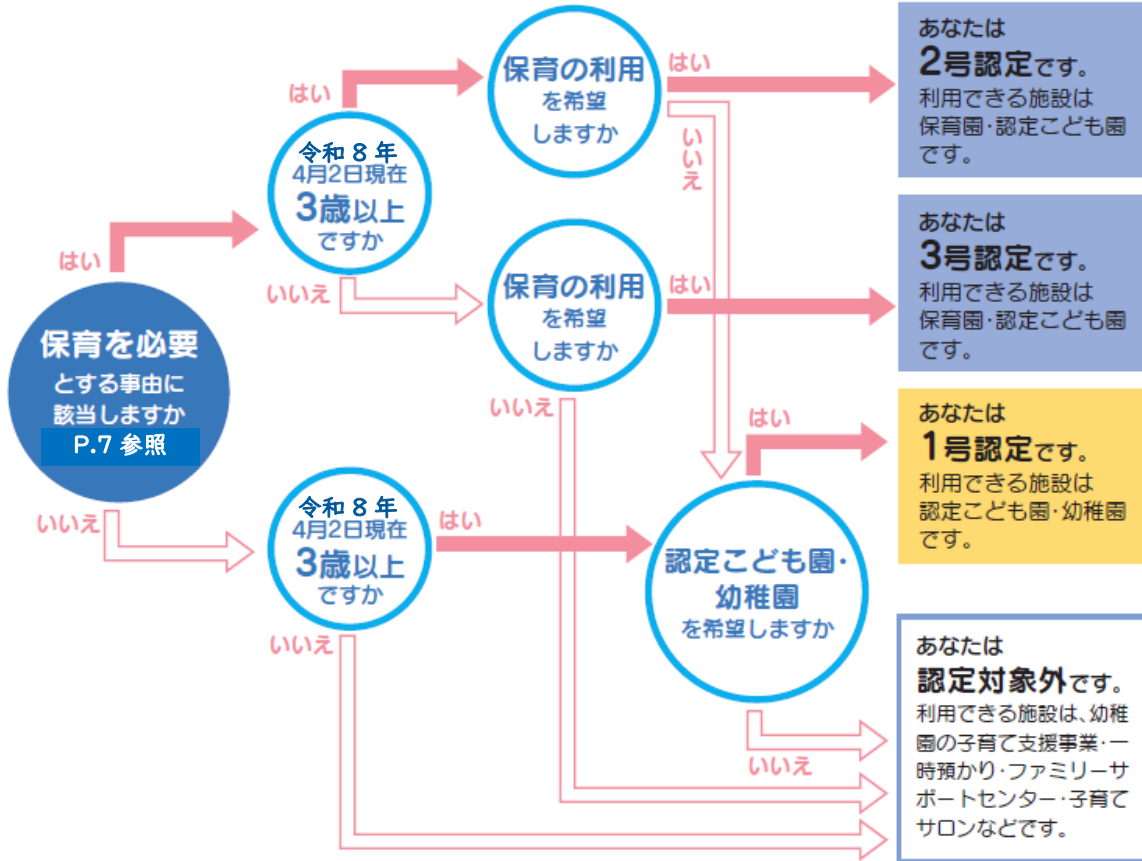 保育を必要
とする事由に
該当しますか
P.7 参照
はい
いいえ
令和 8 年
4月2日現在
3歳以上
ですか
はい
いいえ
保育の利用
を希望
しますか
はい
いいえ
保育の利用
を希望
しますか
はい
いいえ
令和 8 年
4月2日現在
3歳以上
ですか
はい
いいえ
認定こども園・
幼稚園
を希望しますか
はい
いいえ
あなたは
2号認定です。
利用できる施設は
保育園・認定こども園
です。
あなたは
3号認定です。
利用できる施設は
保育園・認定こども園
です。
あなたは
1号認定です。
利用できる施設は
認定こども園・幼稚園
です。
あなたは
認定対象外です。
利用できる施設は、幼稚
園の子育て支援事業・一
時預かり・ファミリーサ
ポートセンター・子育て
サロンなどです。